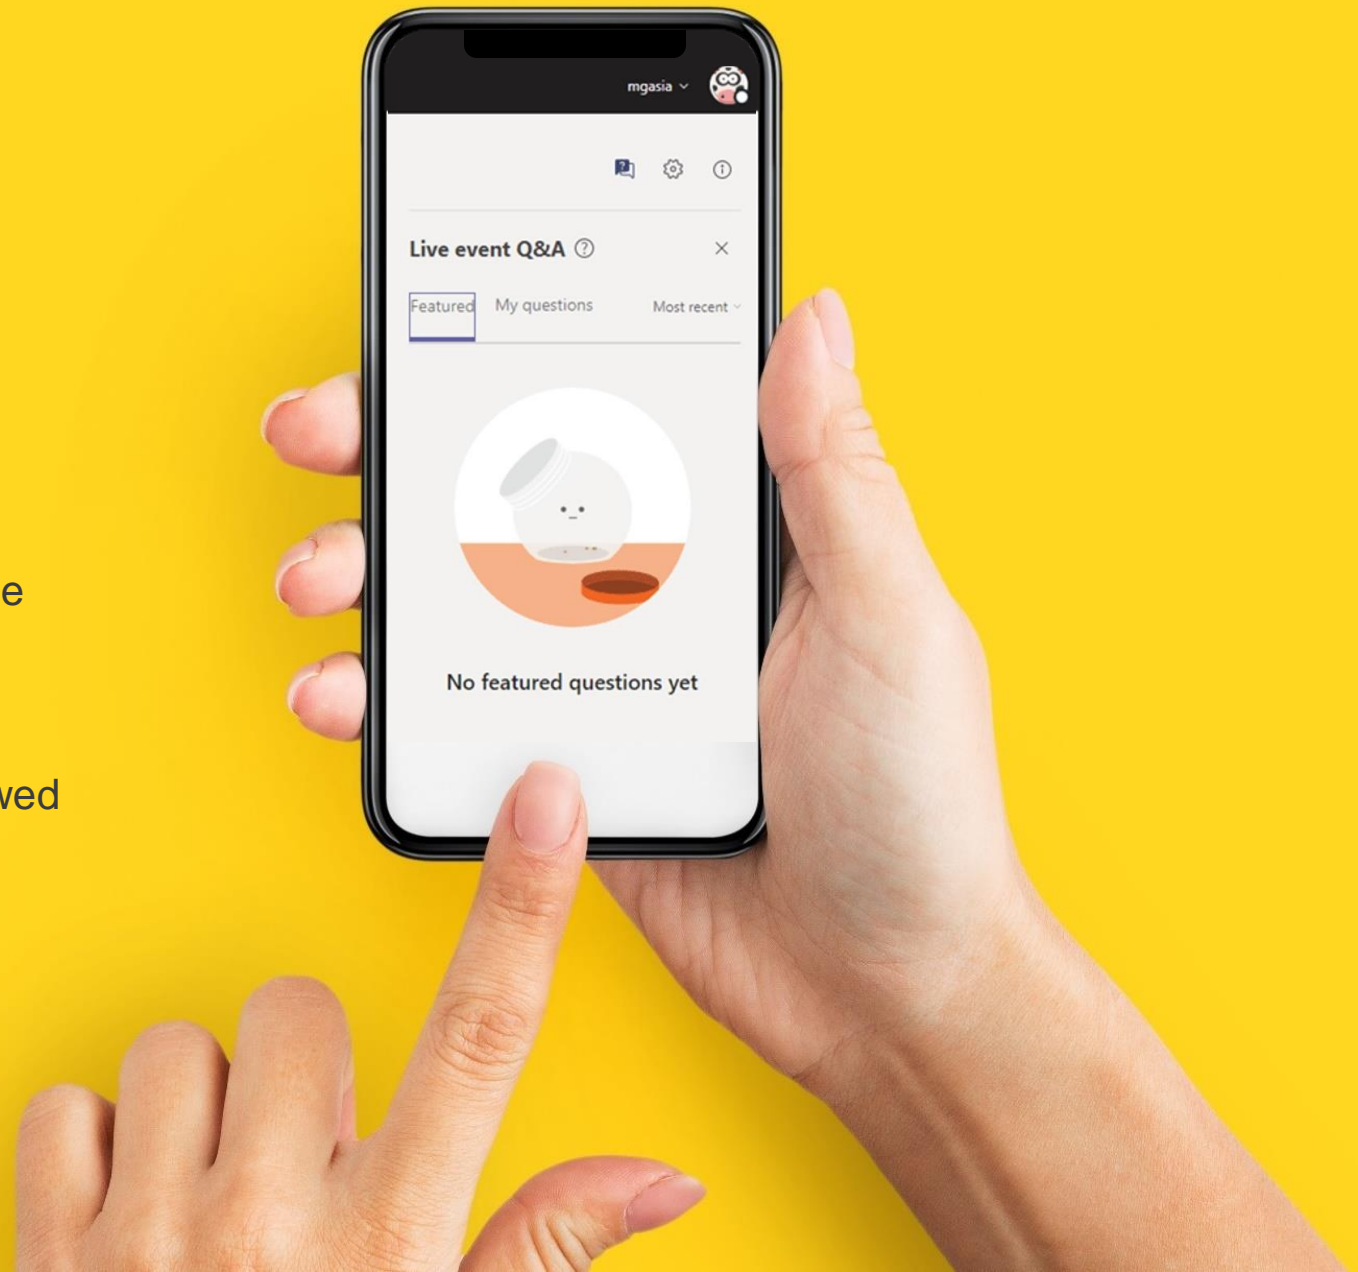 mgasia
Live event Q&A
Featured My questions Most recent
e
No featured questions yet
wed